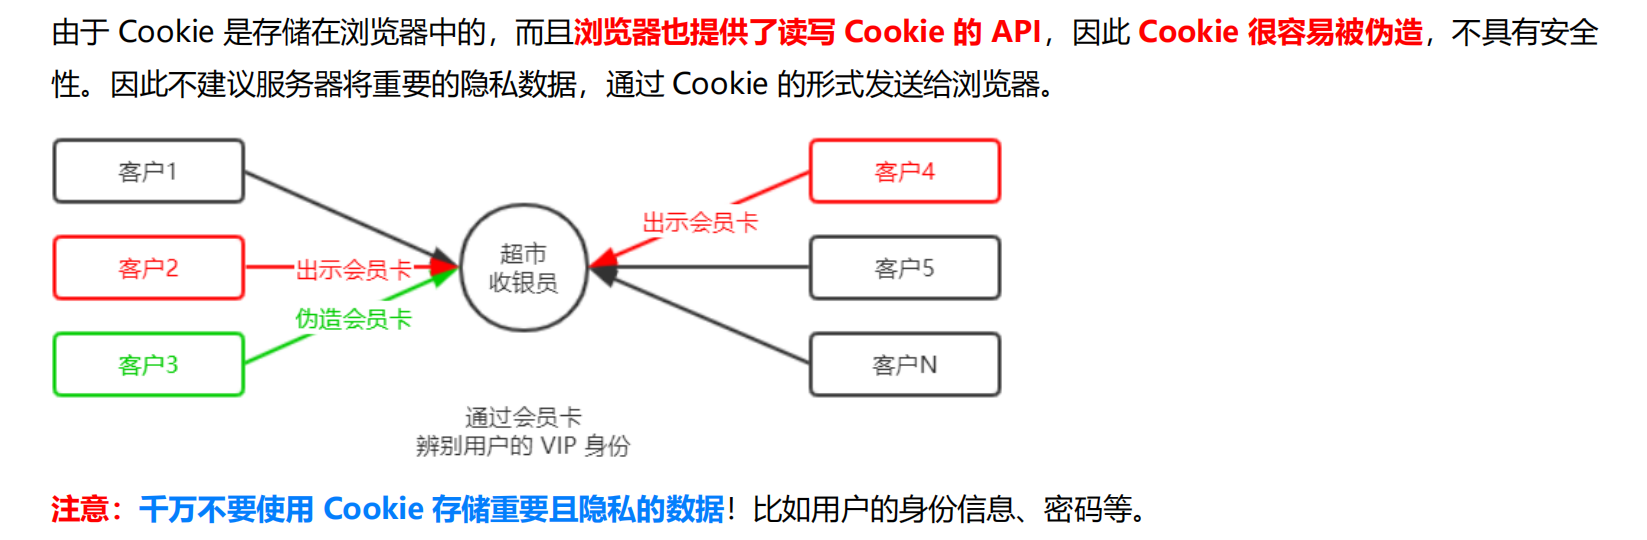 由于 Cookie 是存储在浏览器中的，而且浏览器也提供了读写 Cookie 的 API，因此 Cookie 很容易被伪造，不具有安全
性。因此不建议服务器将重要的隐私数据，通过 Cookie 的形式发送给浏览器。
客户1
客户4
出示会员卡
超市
收银员
客户2
出示会员卡
客户5
伪造会员卡
客户3
客户N
通过会员卡
辨别用户的 VIP 身份
注意：千万不要使用 Cookie 存储重要且隐私的数据！比如用户的身份信息、密码等。